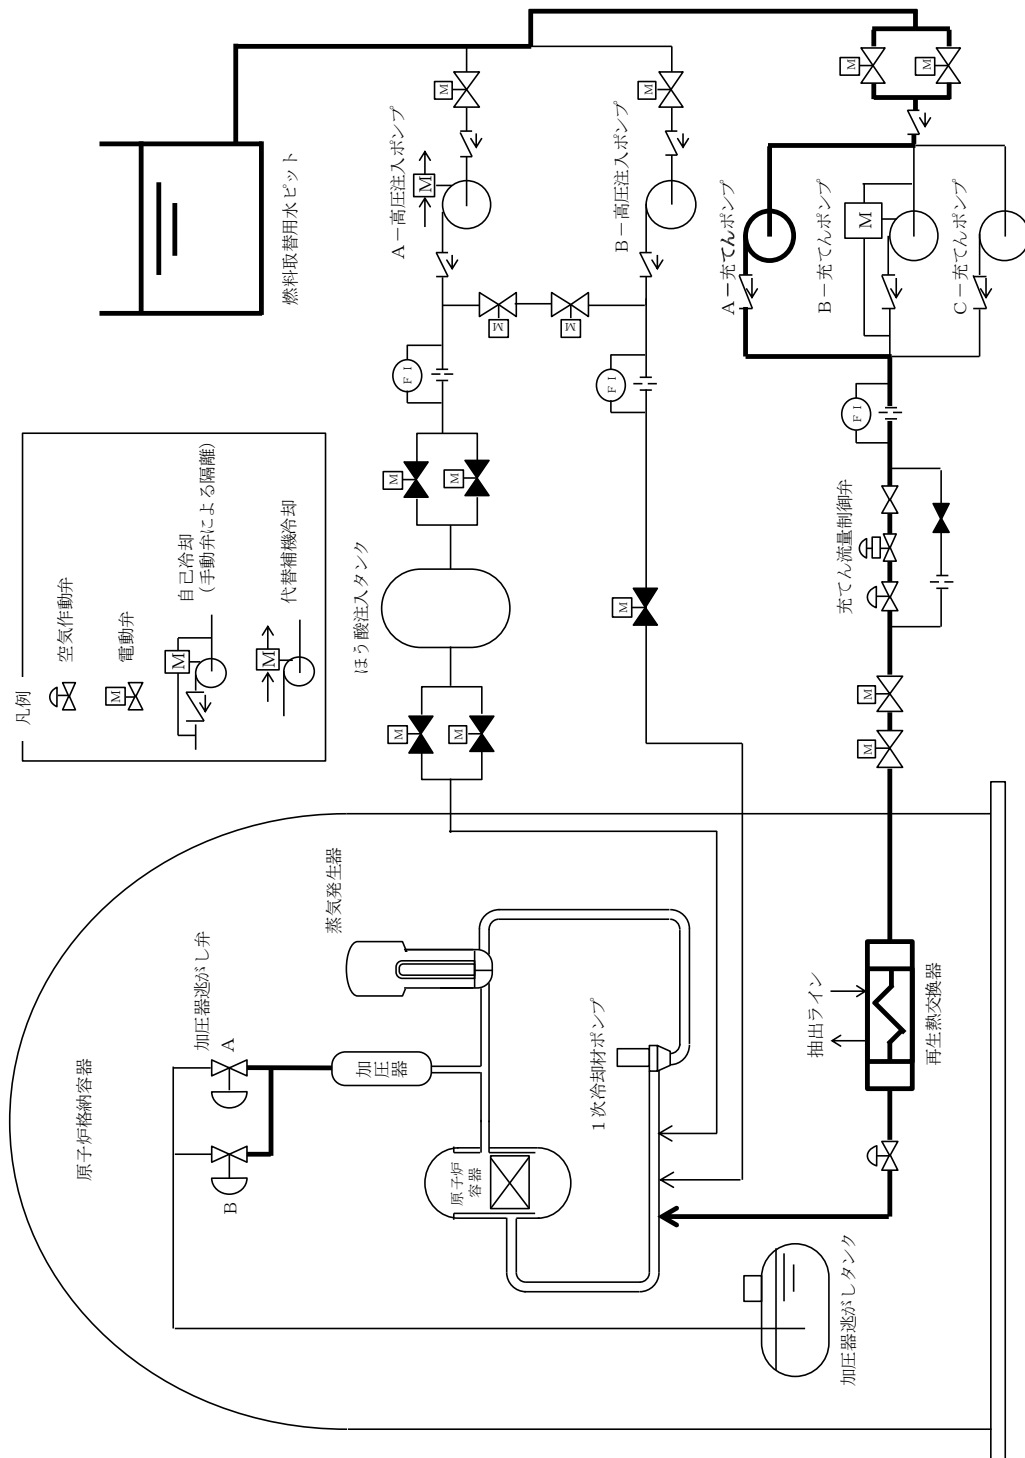 燃料取替用水ピット
A－高圧注入ポンプ
M
M
B－高圧注入ポンプ
M
M
M
A－充てんポンプ
B－充てんポンプ
M
C－充てんポンプ
M
M
FI
FI
FI
凡例
空気作動弁
M
電動弁
M
自己冷却
(手動弁による隔離)
M
代替補機冷却
M
M
ほう酸注入タンク
M
M
M
充てん流量制御弁
M
M
原子炉格納容器
加圧器逃がし弁
A
B
蒸気発生器
加圧器
原子炉容器
1次冷却材ポンプ
抽出ライン
再生熱交換器
加圧器逃がしタンク